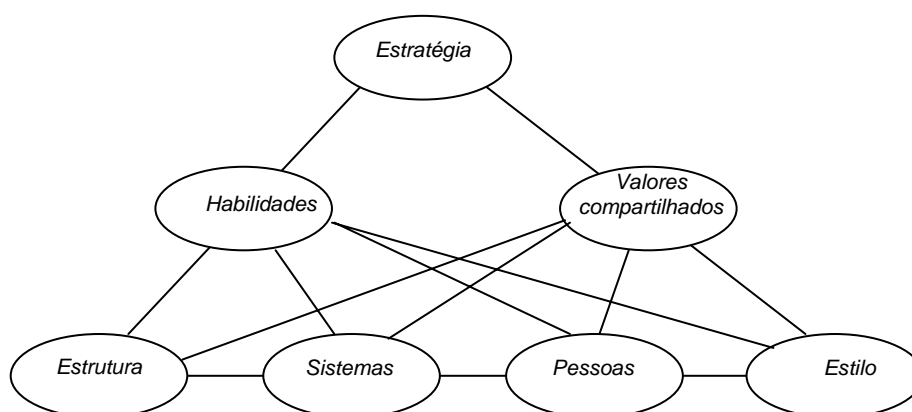 Estratégia
Habilidades
Valores
compartilhados
Estrutura
Sistemas
Pessoas
Estilo